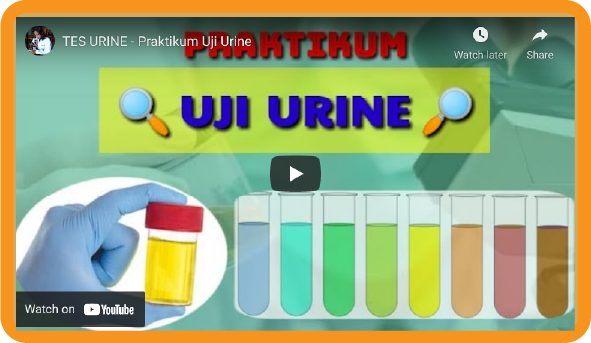 TES URINE - Praktikum Uji Urine
PRAKTIKUM
Watch later
Share
UJI URINE
Watch on YouTube